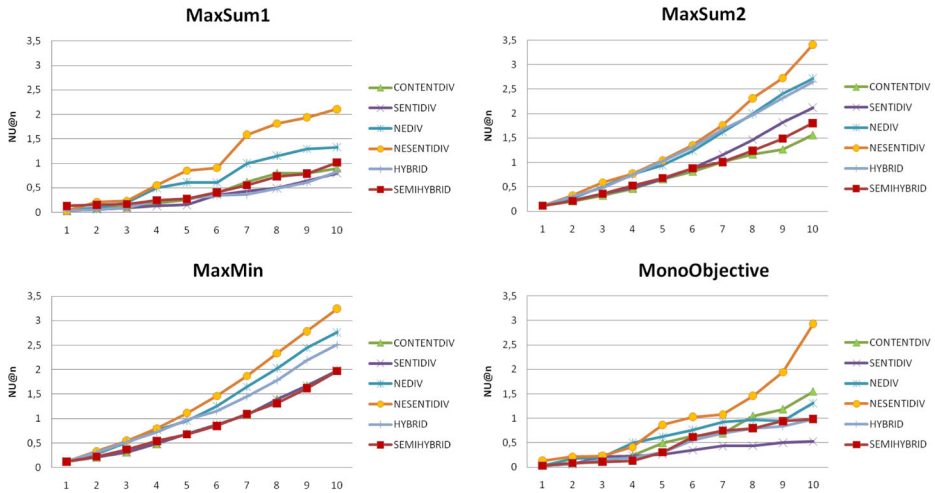 MaxSum1
3,5
3
2,5
2
1,5
1
0,5
0
NU@n
1 2 3 4 5 6 7 8 9 10
CONTENTDIV
SENTIDIV
NEDIV
NESENTIDIV
HYBRID
SEMIHYBRID
MaxSum2
3,5
3
2,5
2
1,5
1
0,5
0
NU@n
1 2 3 4 5 6 7 8 9 10
CONTENTDIV
SENTIDIV
NEDIV
NESENTIDIV
HYBRID
SEMIHYBRID
MaxMin
3,5
3
2,5
2
1,5
1
0,5
0
NU@n
1 2 3 4 5 6 7 8 9 10
CONTENTDIV
SENTIDIV
NEDIV
NESENTIDIV
HYBRID
SEMIHYBRID
MonoObjective
3,5
3
2,5
2
1,5
1
0,5
0
NU@n
1 2 3 4 5 6 7 8 9 10
CONTENTDIV
SENTIDIV
NEDIV
NESENTIDIV
HYBRID
SEMIHYBRID